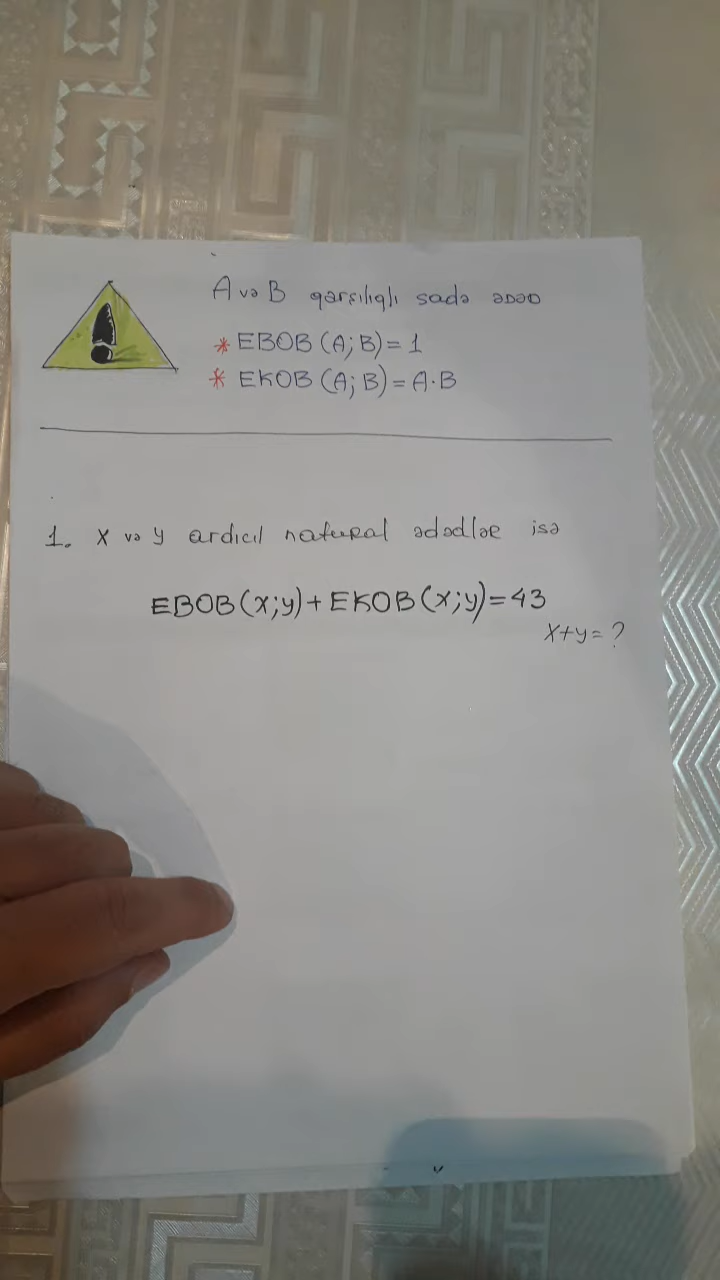 A və B qarşılıqlı sadə ədəd
* EBOB (A; B) = 1
* EKOB (A; B) = A·B
1. x və y ardıcıl natural ədədlər isə
EBOB(x;y) + EKOB(x;y) = 43
x+y = ?